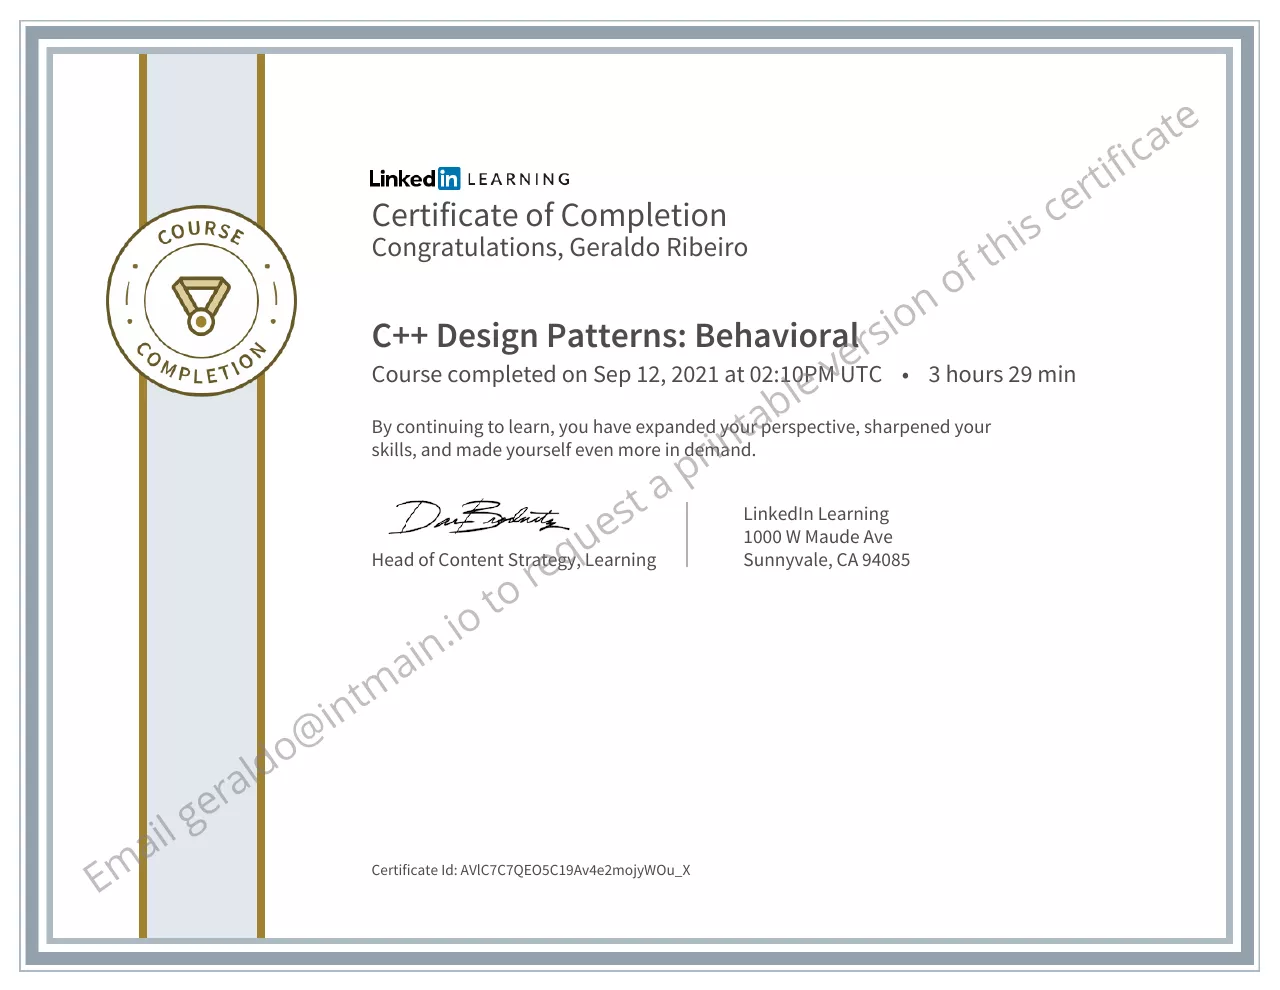 LinkedIn LEARNING
Certificate of Completion
Congratulations, Geraldo Ribeiro
COURSE
COMPLETION
C++ Design Patterns: Behavioral
Course completed on Sep 12, 2021 at 02:10PM UTC • 3 hours 29 min
By continuing to learn, you have expanded your perspective, sharpened your
skills, and made yourself even more in demand.
Head of Content Strategy, Learning
LinkedIn Learning
1000 W Maude Ave
Sunnyvale, CA 94085
Certificate Id: AVlC7C7QEO5C19Av4e2mojyWOu_X
Email geraldo@intmain.io to request a printable version of this certificate